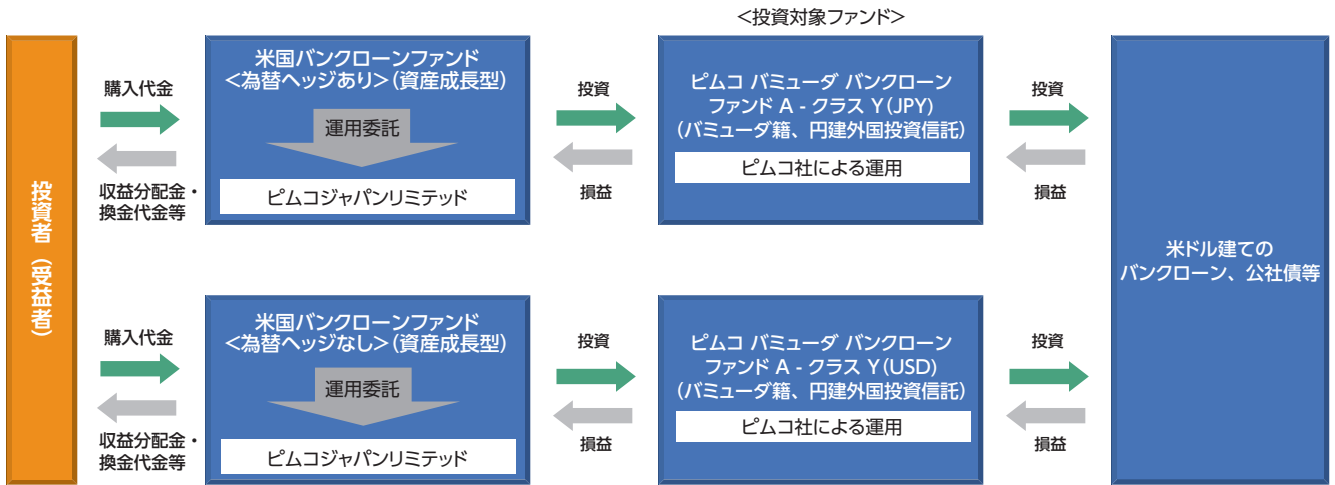 <投資対象ファンド>
投資者（受益者）
購入代金
収益分配金・
換金代金等
米国バンクローンファンド
<為替ヘッジあり>（資産成長型）
運用委託
ピムコジャパンリミテッド
投資
損益
ピムコ バミューダ バンクローン
ファンド A - クラス Y（JPY）
（バミューダ籍、円建外国投資信託）
ピムコ社による運用
投資
損益
米ドル建ての
バンクローン、公社債等
購入代金
収益分配金・
換金代金等
米国バンクローンファンド
<為替ヘッジなし>（資産成長型）
運用委託
ピムコジャパンリミテッド
投資
損益
ピムコ バミューダ バンクローン
ファンド A - クラス Y（USD）
（バミューダ籍、円建外国投資信託）
ピムコ社による運用
投資
損益